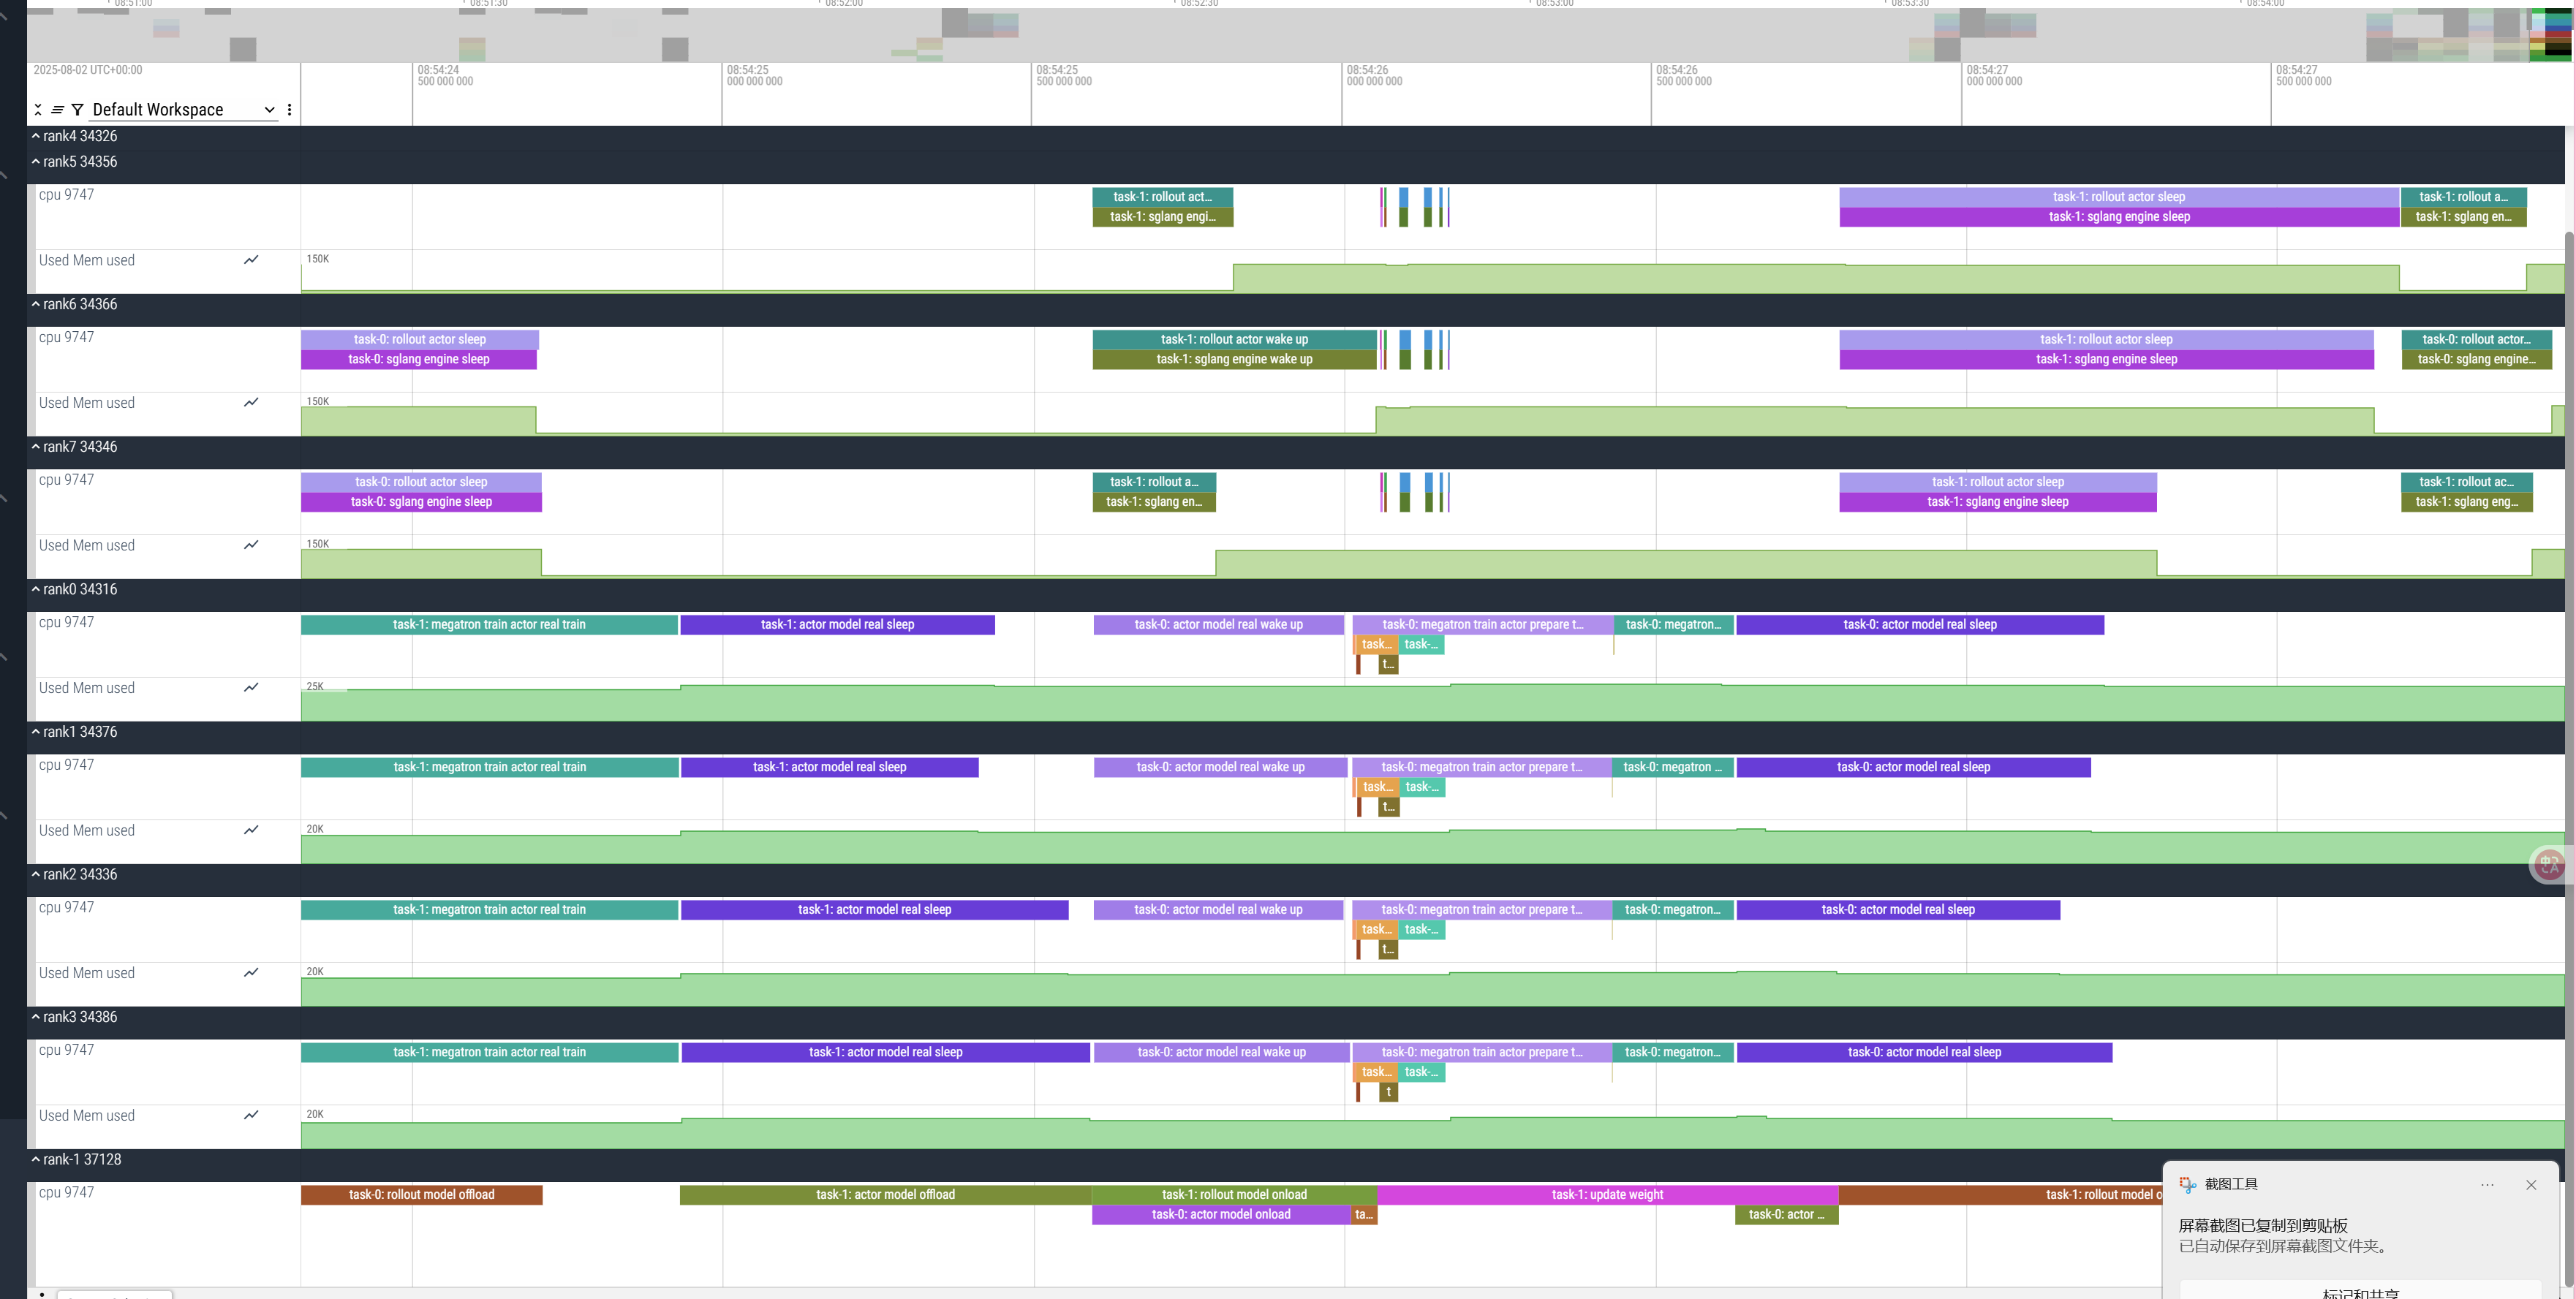 08:51:00 08:51:30 08:52:00 08:52:30 08:53:00 08:53:30 08:54:00
2025-08-02 UTC+00:00
08:54:24 08:54:25 08:54:25 08:54:26 08:54:26 08:54:27 08:54:27
500 000 000 000 000 000 500 000 000 000 000 000 500 000 000 000 000 000 500 000 000
Default Workspace
rank4 34326
rank5 34356
cpu 9747
task-1: rollout act... task-1: rollout actor sleep task-1: rollout a...
task-1: sglang engi... task-1: sglang engine sleep task-1: sglang en...
Used Mem used 150K
rank6 34366
cpu 9747
task-0: rollout actor sleep task-1: rollout actor wake up task-1: rollout actor sleep task-0: rollout actor...
task-0: sglang engine sleep task-1: sglang engine wake up task-1: sglang engine sleep task-0: sglang engine...
Used Mem used 150K
rank7 34346
cpu 9747
task-0: rollout actor sleep task-1: rollout a... task-1: rollout actor sleep task-1: rollout ac...
task-0: sglang engine sleep task-1: sglang en... task-1: sglang engine sleep task-1: sglang eng...
Used Mem used 150K
rank0 34316
cpu 9747
task-1: megatron train actor real train task-1: actor model real sleep task-0: actor model real wake up task-0: megatron train actor prepare t... task-0: megatron... task-0: actor model real sleep
task... task-...
t...
Used Mem used 25K
rank1 34376
cpu 9747
task-1: megatron train actor real train task-1: actor model real sleep task-0: actor model real wake up task-0: megatron train actor prepare t... task-0: megatron ... task-0: actor model real sleep
task... task-...
t...
Used Mem used 20K
rank2 34336
cpu 9747
task-1: megatron train actor real train task-1: actor model real sleep task-0: actor model real wake up task-0: megatron train actor prepare t... task-0: megatron... task-0: actor model real sleep
task... task-...
t...
Used Mem used 20K
rank3 34386
cpu 9747
task-1: megatron train actor real train task-1: actor model real sleep task-0: actor model real wake up task-0: megatron train actor prepare t... task-0: megatron... task-0: actor model real sleep
task... task-...
t
Used Mem used 20K
rank-1 37128
cpu 9747
task-0: rollout model offload task-1: actor model offload task-1: rollout model onload task-1: update weight task-1: rollout model o
task-0: actor model onload ta... task-0: actor ...
截图工具
屏幕截图已复制到剪贴板
已自动保存到屏幕截图文件夹。
标记和共享